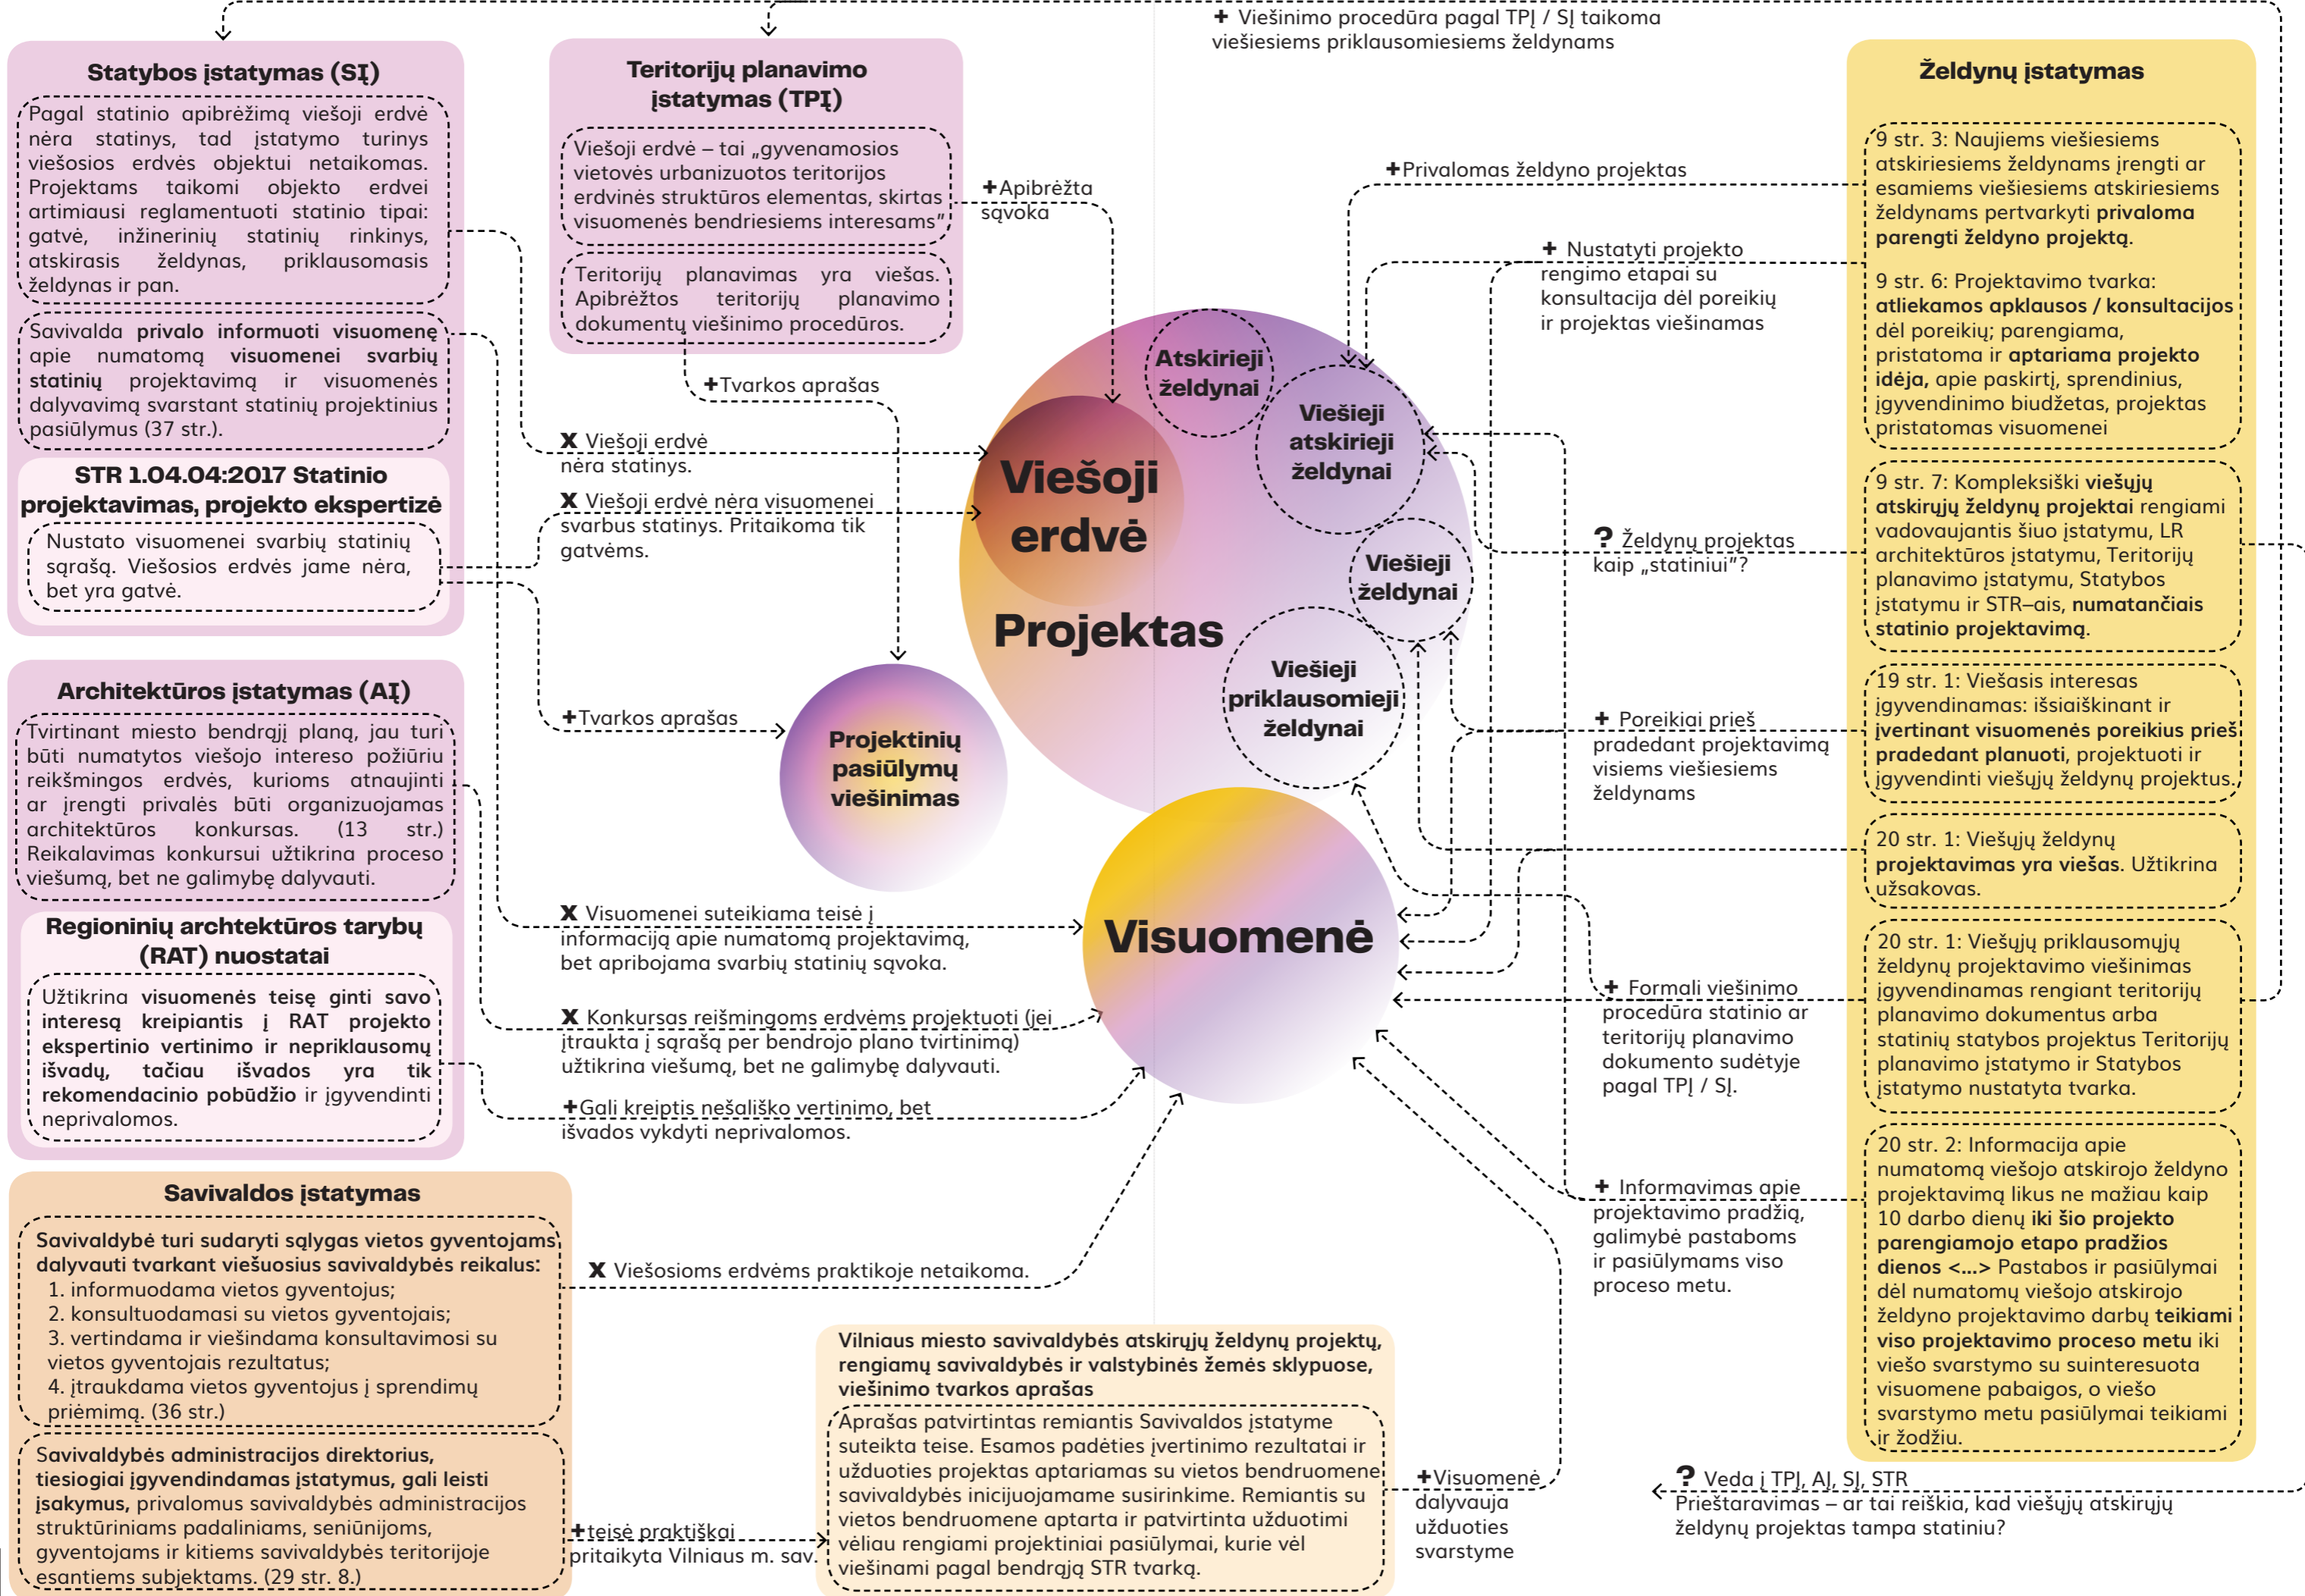 + Viešinimo procedūra pagal TPĮ / SĮ taikoma
viešiesiems priklausomiesiems želdynams
Statybos įstatymas (SĮ)
Pagal statinio apibrėžimą viešoji erdvė
nėra statinys, tad įstatymo turinys
viešosios erdvės objektui netaikomas.
Projektams taikomi objekto erdvei
artimiausi reglamentuoti statinio tipai:
gatvė, inžinerinių statinių rinkinys,
atskirasis želdynas, priklausomasis
želdynas ir pan.
Savivalda privalo informuoti visuomenę
apie numatomą visuomenei svarbių
statinių projektavimą ir visuomenės
dalyvavimą svarstant statinių projektinius
pasiūlymus (37 str.).
STR 1.04.04:2017 Statinio
projektavimas, projekto ekspertizė
Nustato visuomenei svarbių statinių
sąrašą. Viešosios erdvės jame nėra,
bet yra gatvė.
Architektūros įstatymas (AĮ)
Tvirtinant miesto bendrąjį planą, jau turi
būti numatytos viešojo intereso požiūriu
reikšmingos erdvės, kurioms atnaujinti
ar įrengti privalės būti organizuojamas
architektūros konkursas. (13 str.)
Reikalavimas konkursui užtikrina proceso
viešumą, bet ne galimybę dalyvauti.
Regioninių archtektūros tarybų
(RAT) nuostatai
Užtikrina visuomenės teisę ginti savo
interesą kreipiantis į RAT projekto
ekspertinio vertinimo ir nepriklausomų
išvadų, tačiau išvados yra tik
rekomendacinio pobūdžio ir įgyvendinti
neprivalomos.
Savivaldos įstatymas
Savivaldybė turi sudaryti sąlygas vietos gyventojams
dalyvauti tvarkant viešuosius savivaldybės reikalus:
1. informuodama vietos gyventojus;
2. konsultuodamasi su vietos gyventojais;
3. vertindama ir viešindama konsultavimosi su
vietos gyventojais rezultatus;
4. įtraukdama vietos gyventojus į sprendimų
priėmimą. (36 str.)
Savivaldybės administracijos direktorius,
tiesiogiai įgyvendindamas įstatymus, gali leisti
įsakymus, privalomus savivaldybės administracijos
struktūriniams padaliniams, seniūnijoms,
gyventojams ir kitiems savivaldybės teritorijoje
esantiems subjektams. (29 str. 8.)
Teritorijų planavimo
įstatymas (TPĮ)
Viešoji erdvė – tai „gyvenamosios
vietovės urbanizuotos teritorijos
erdvinės struktūros elementas, skirtas
visuomenės bendriesiems interesams"
Teritorijų planavimas yra viešas.
Apibrėžtos teritorijų planavimo
dokumentų viešinimo procedūros.
+Apibrėžta
sąvoka
+Tvarkos aprašas
x Viešoji erdvė
nėra statinys.
x Viešoji erdvė nėra visuomenei
svarbus statinys. Pritaikoma tik
gatvėms.
+Tvarkos aprašas
x Visuomenei suteikiama teisė į
informaciją apie numatomą projektavimą,
bet apribojama svarbių statinių sąvoka.
x Konkursas reišmingoms erdvėms projektuoti (jei
įtraukta į sąrašą per bendrojo plano tvirtinimą)
užtikrina viešumą, bet ne galimybę dalyvauti.
+Gali kreiptis nešališko vertinimo, bet
išvados vykdyti neprivalomos.
x Viešosioms erdvėms praktikoje netaikoma.
+teisė praktiškai
pritaikyta Vilniaus m. sav.
Atskirieji
želdynai
Viešieji
atskirieji
želdynai
Viešoji
erdvė
Viešieji
želdynai
Projektas
Viešieji
priklausomieji
želdynai
Projektinių
pasiūlymų
viešinimas
Visuomenė
Vilniaus miesto savivaldybės atskirųjų želdynų projektų,
rengiamų savivaldybės ir valstybinės žemės sklypuose,
viešinimo tvarkos aprašas
Aprašas patvirtintas remiantis Savivaldos įstatyme
suteikta teise. Esamos padėties įvertinimo rezultatai ir
užduoties projektas aptariamas su vietos bendruomene
savivaldybės inicijuojamame susirinkime. Remiantis su
vietos bendruomene aptarta ir patvirtinta užduotimi
vėliau rengiami projektiniai pasiūlymai, kurie vėl
viešinami pagal bendrąją STR tvarką.
+Visuomenė
dalyvauja
užduoties
svarstyme
+Privalomas želdyno projektas
+ Nustatyti projekto
rengimo etapai su
konsultacija dėl poreikių
ir projektas viešinamas
? Želdynų projektas
kaip „statiniui"?
+ Poreikiai prieš
pradedant projektavimą
visiems viešiesiems
želdynams
+ Formali viešinimo
procedūra statinio ar
teritorijų planavimo
dokumento sudėtyje
pagal TPĮ / SĮ.
+ Informavimas apie
projektavimo pradžią,
galimybė pastaboms
ir pasiūlymams viso
proceso metu.
Želdynų įstatymas
9 str. 3: Naujiems viešiesiems
atskiriesiems želdynams įrengti ar
esamiems viešiesiems atskiriesiems
želdynams pertvarkyti privaloma
parengti želdyno projektą.
9 str. 6: Projektavimo tvarka:
atliekamos apklausos / konsultacijos
dėl poreikių; parengiama,
pristatoma ir aptariama projekto
idėja, apie paskirtį, sprendinius,
įgyvendinimo biudžetas, projektas
pristatomas visuomenei
9 str. 7: Kompleksiški viešųjų
atskirųjų želdynų projektai rengiami
vadovaujantis šiuo įstatymu, LR
architektūros įstatymu, Teritorijų
planavimo įstatymu, Statybos
įstatymu ir STR–ais, numatančiais
statinio projektavimą.
19 str. 1: Viešasis interesas
įgyvendinamas: išsiaiškinant ir
įvertinant visuomenės poreikius prieš
pradedant planuoti, projektuoti ir
įgyvendinti viešųjų želdynų projektus.
20 str. 1: Viešųjų želdynų
projektavimas yra viešas. Užtikrina
užsakovas.
20 str. 1: Viešųjų priklausomųjų
želdynų projektavimo viešinimas
įgyvendinamas rengiant teritorijų
planavimo dokumentus arba
statinių statybos projektus Teritorijų
planavimo įstatymo ir Statybos
įstatymo nustatyta tvarka.
20 str. 2: Informacija apie
numatomą viešojo atskirojo želdyno
projektavimą likus ne mažiau kaip
10 darbo dienų iki šio projekto
parengiamojo etapo pradžios
dienos <...> Pastabos ir pasiūlymai
dėl numatomų viešojo atskirojo
želdyno projektavimo darbų teikiami
viso projektavimo proceso metu iki
viešo svarstymo su suinteresuota
visuomene pabaigos, o viešo
svarstymo metu pasiūlymai teikiami
ir žodžiu.
? Veda į TPĮ, AĮ, SĮ, STR
Prieštaravimas – ar tai reiškia, kad viešųjų atskirųjų
želdynų projektas tampa statiniu?